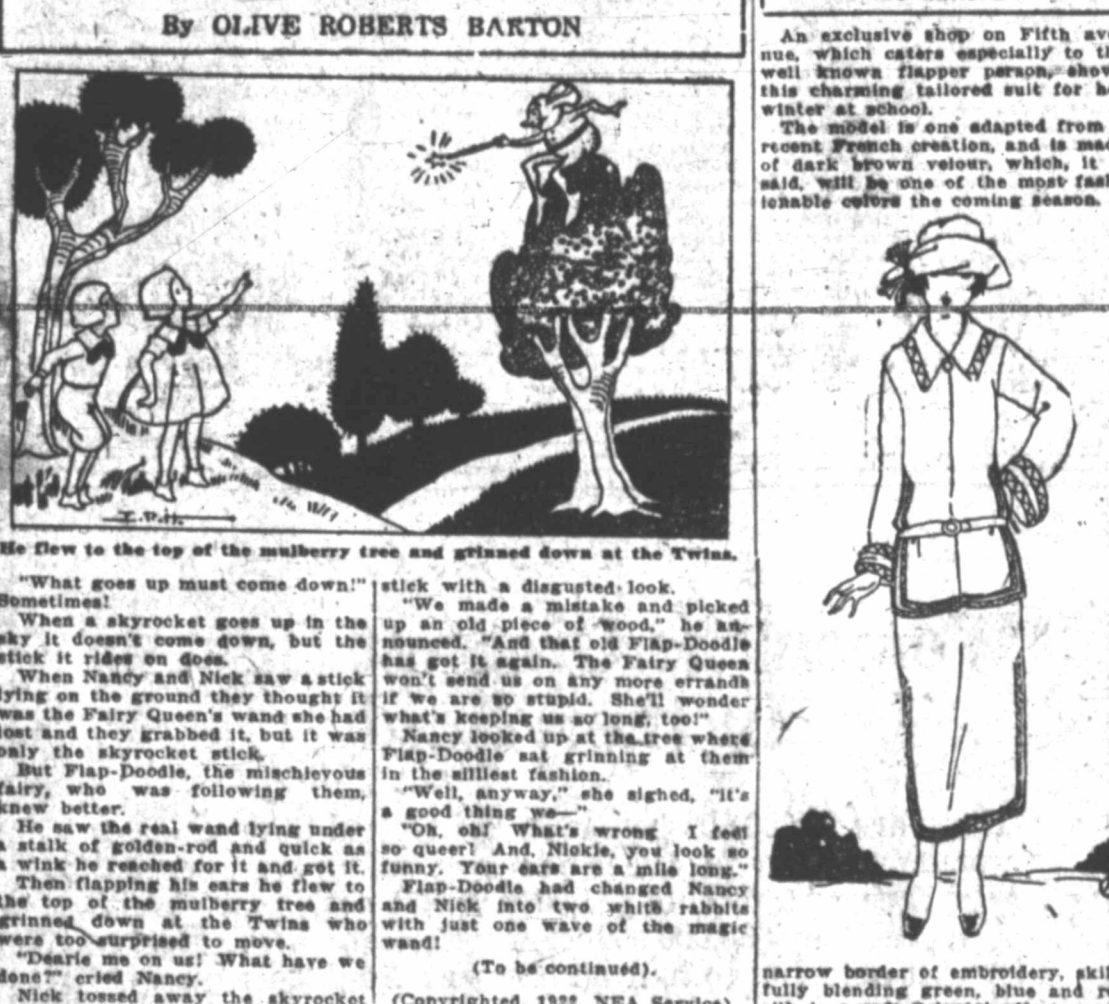 By OLIVE ROBERTS BARTON
I.D.H.
He flew to the top of the mulberry tree and grinned down at the Twins.
"What goes up must come down!"
Sometimes!
When a skyrocket goes up in the
sky it doesn't come down, but the
stick it rides on does.
When Nancy and Nick saw a stick
lying on the ground they thought it
was the Fairy Queen's wand she had
lost and they grabbed it, but it was
only the skyrocket stick.
But Flap-Doodle, the mischievous
fairy, who was following them,
knew better.
He saw the real wand lying under
a stalk of golden-rod and quick as
a wink he reached for it and got it.
Then flapping his ears he flew to
the top of the mulberry tree and
grinned down at the Twins who
were too surprised to move.
"Dearie me on us! What have we
done?" cried Nancy.
Nick tossed away the skyrocket
stick with a disgusted look.
"We made a mistake and picked
up an old piece of wood," he an-
nounced. "And that old Flap-Doodle
has got it again. The Fairy Queen
won't send us on any more errands
if we are so stupid. She'll wonder
what's keeping us so long, too!"
Nancy looked up at the tree where
Flap-Doodle sat grinning at them
in the silliest fashion.
"Well, anyway," she sighed, "it's
a good thing we—"
"Oh, oh! What's wrong I feel
so queer! And, Nickie, you look so
funny. Your ears are a mile long."
Flap-Doodle had changed Nancy
and Nick into two white rabbits
with just one wave of the magic
wand!
(To be continued).
(Copyrighted, 1922, NEA Service)
An exclusive shop on Fifth ave
nue, which caters especially to th
well known flapper person, show
this charming tailored suit for he
winter at school.
The model is one adapted from
recent French creation, and is mad
of dark brown velour, which, it
said, will be one of the most fash
ionable colors the coming season.
narrow border of embroidery, skil
fully blending green, blue and re